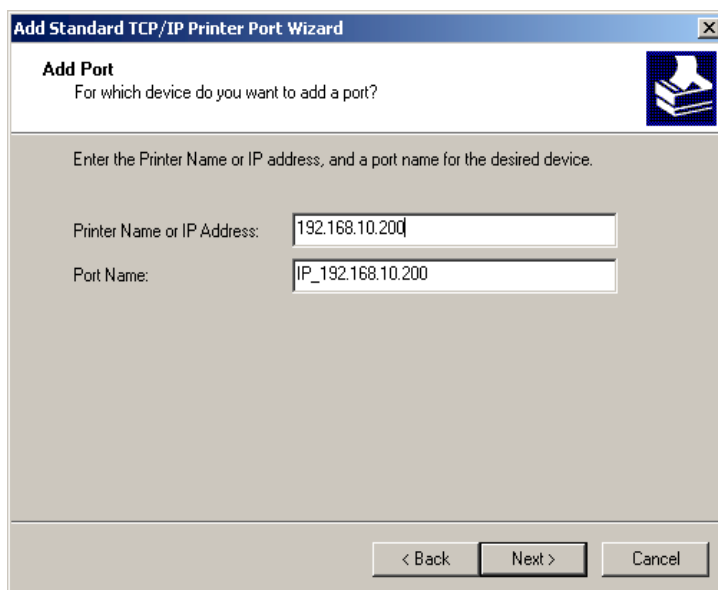 Add Standard TCP/IP Printer Port Wizard
Add Port
For which device do you want to add a port?
Enter the Printer Name or IP address, and a port name for the desired device.
Printer Name or IP Address: 192.168.10.200
Port Name: IP_192.168.10.200
< Back Next > Cancel